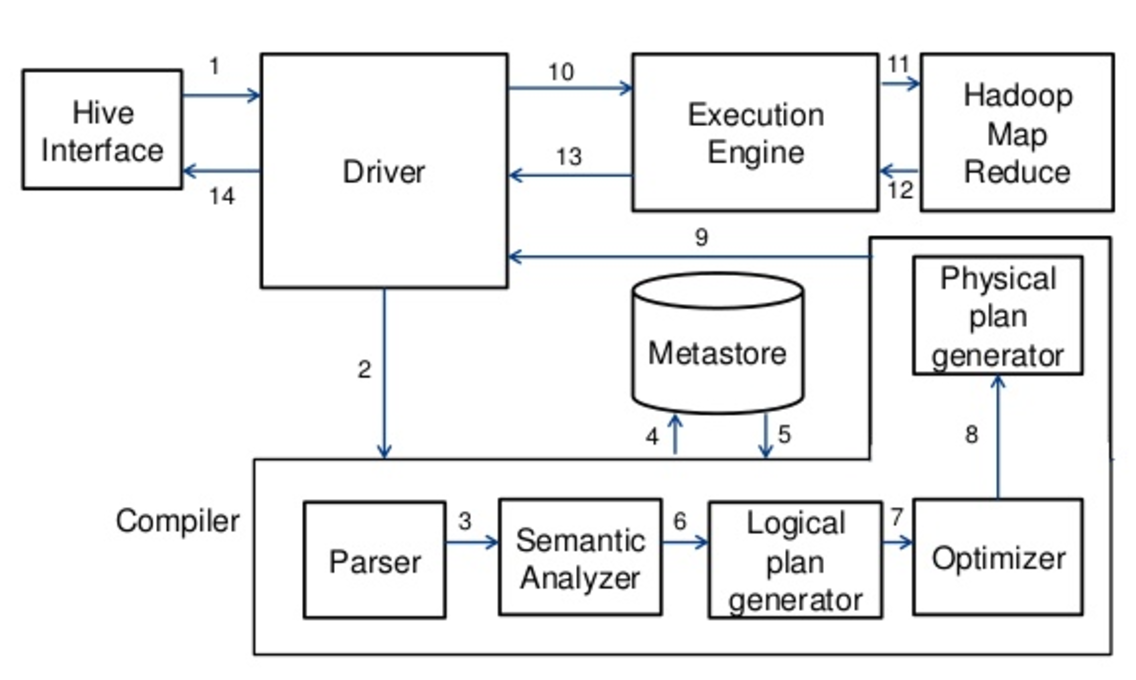 1
10
11
Hive
Interface
Driver
Execution
Engine
Hadoop
Map
Reduce
14
13
12
9
Physical
plan
generator
Metastore
2
4
5
8
Compiler
Parser
3
Semantic
Analyzer
6
Logical
plan
generator
7
Optimizer